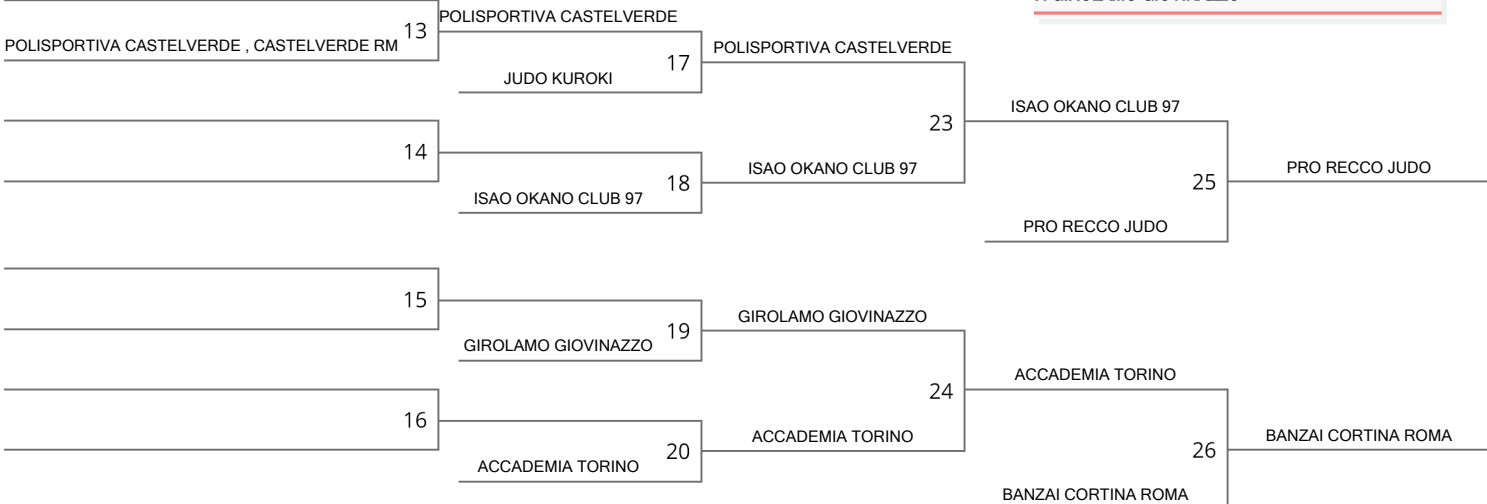 POLISPORTIVA CASTELVERDE
13
POLISPORTIVA CASTELVERDE , CASTELVERDE RM
POLISPORTIVA CASTELVERDE
17
JUDO KUROKI
ISAO OKANO CLUB 97
23
14
ISAO OKANO CLUB 97
PRO RECCO JUDO
18
25
ISAO OKANO CLUB 97
PRO RECCO JUDO
15
GIROLAMO GIOVINAZZO
19
GIROLAMO GIOVINAZZO
ACCADEMIA TORINO
24
16
ACCADEMIA TORINO
BANZAI CORTINA ROMA
20
26
ACCADEMIA TORINO
BANZAI CORTINA ROMA